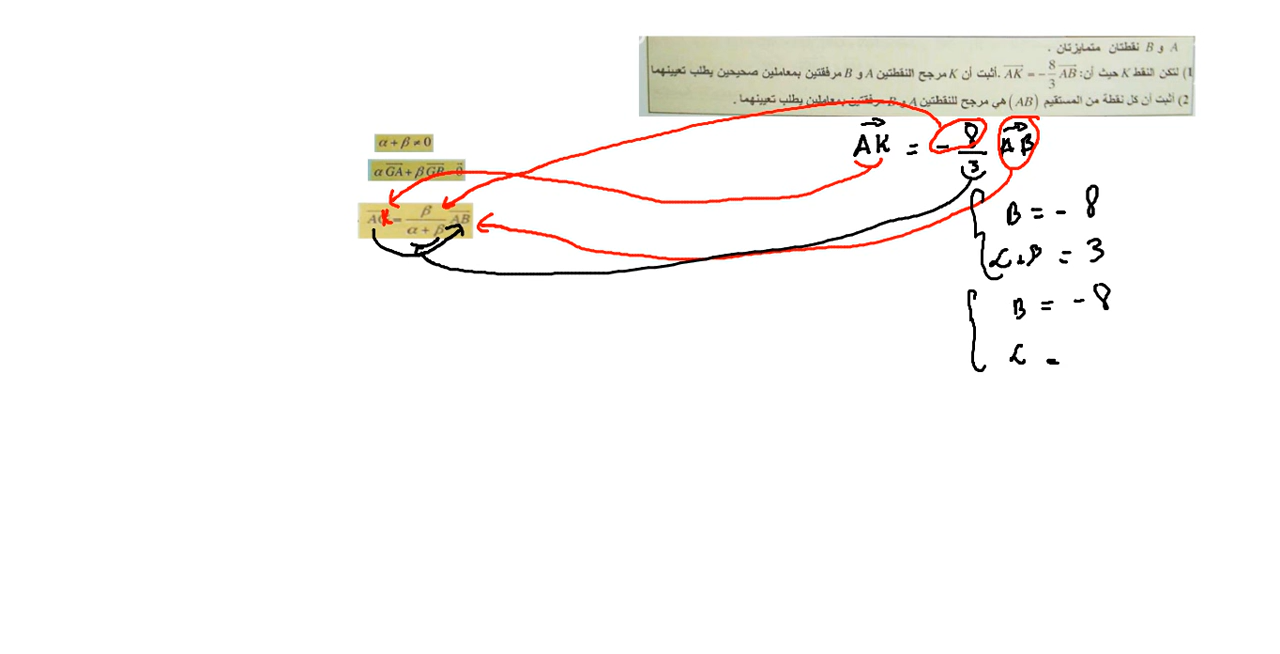 A و B نقطتان متمايزتان .
1) لتكن النقط K حيث أن: AK = -8/3 AB . أثبت أن K مرجح النقطتين A و B مرفقتين بمعاملين صحيحين يطلب تعيينهما
2) أثبت أن كل نقطة من المستقيم (AB) هي مرجح للنقطتين A و B مرفقتين بمعاملين يطلب تعيينهما .
AK = -8/3 AB
α + β ≠ 0
α GA + β GB = 0
AK = β/(α + β) AB
β = - 8
α + β = 3
β = - 8
α =